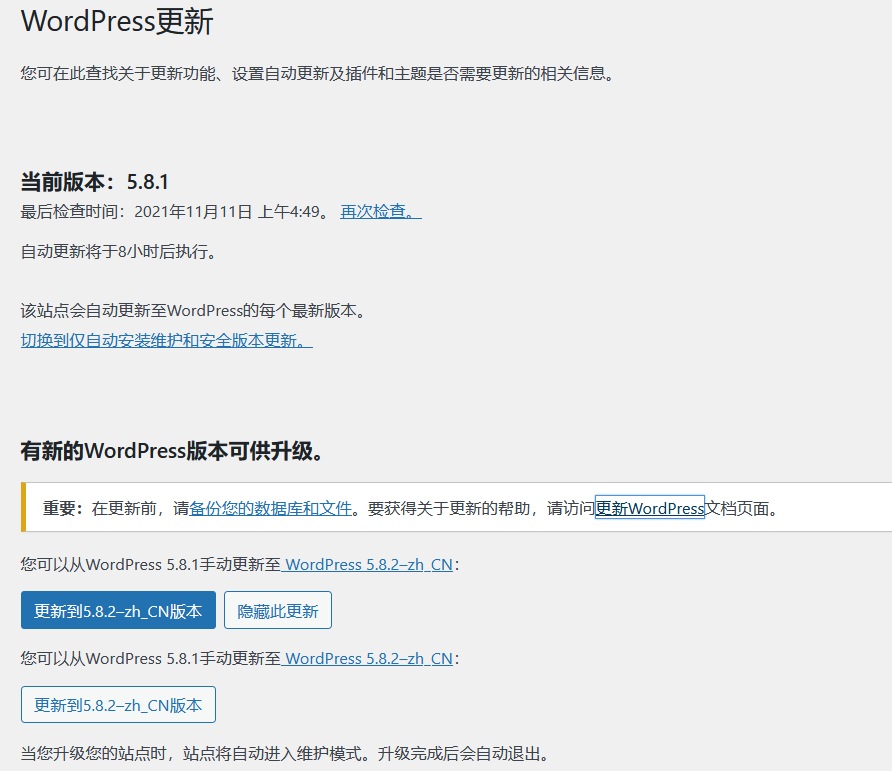 WordPress更新
您可在此查找关于更新功能、设置自动更新及插件和主题是否需要更新的相关信息。
当前版本：5.8.1
最后检查时间：2021年11月11日 上午4:49。 再次检查。
自动更新将于8小时后执行。
该站点会自动更新至WordPress的每个最新版本。
切换到仅自动安装维护和安全版本更新。
有新的WordPress版本可供升级。
重要：在更新前，请备份您的数据库和文件。要获得关于更新的帮助，请访问更新WordPress文档页面。
您可以从WordPress 5.8.1手动更新至 WordPress 5.8.2–zh_CN：
更新到5.8.2–zh_CN版本 隐藏此更新
您可以从WordPress 5.8.1手动更新至 WordPress 5.8.2–zh_CN：
更新到5.8.2–zh_CN版本
当您升级您的站点时，站点将自动进入维护模式。升级完成后会自动退出。